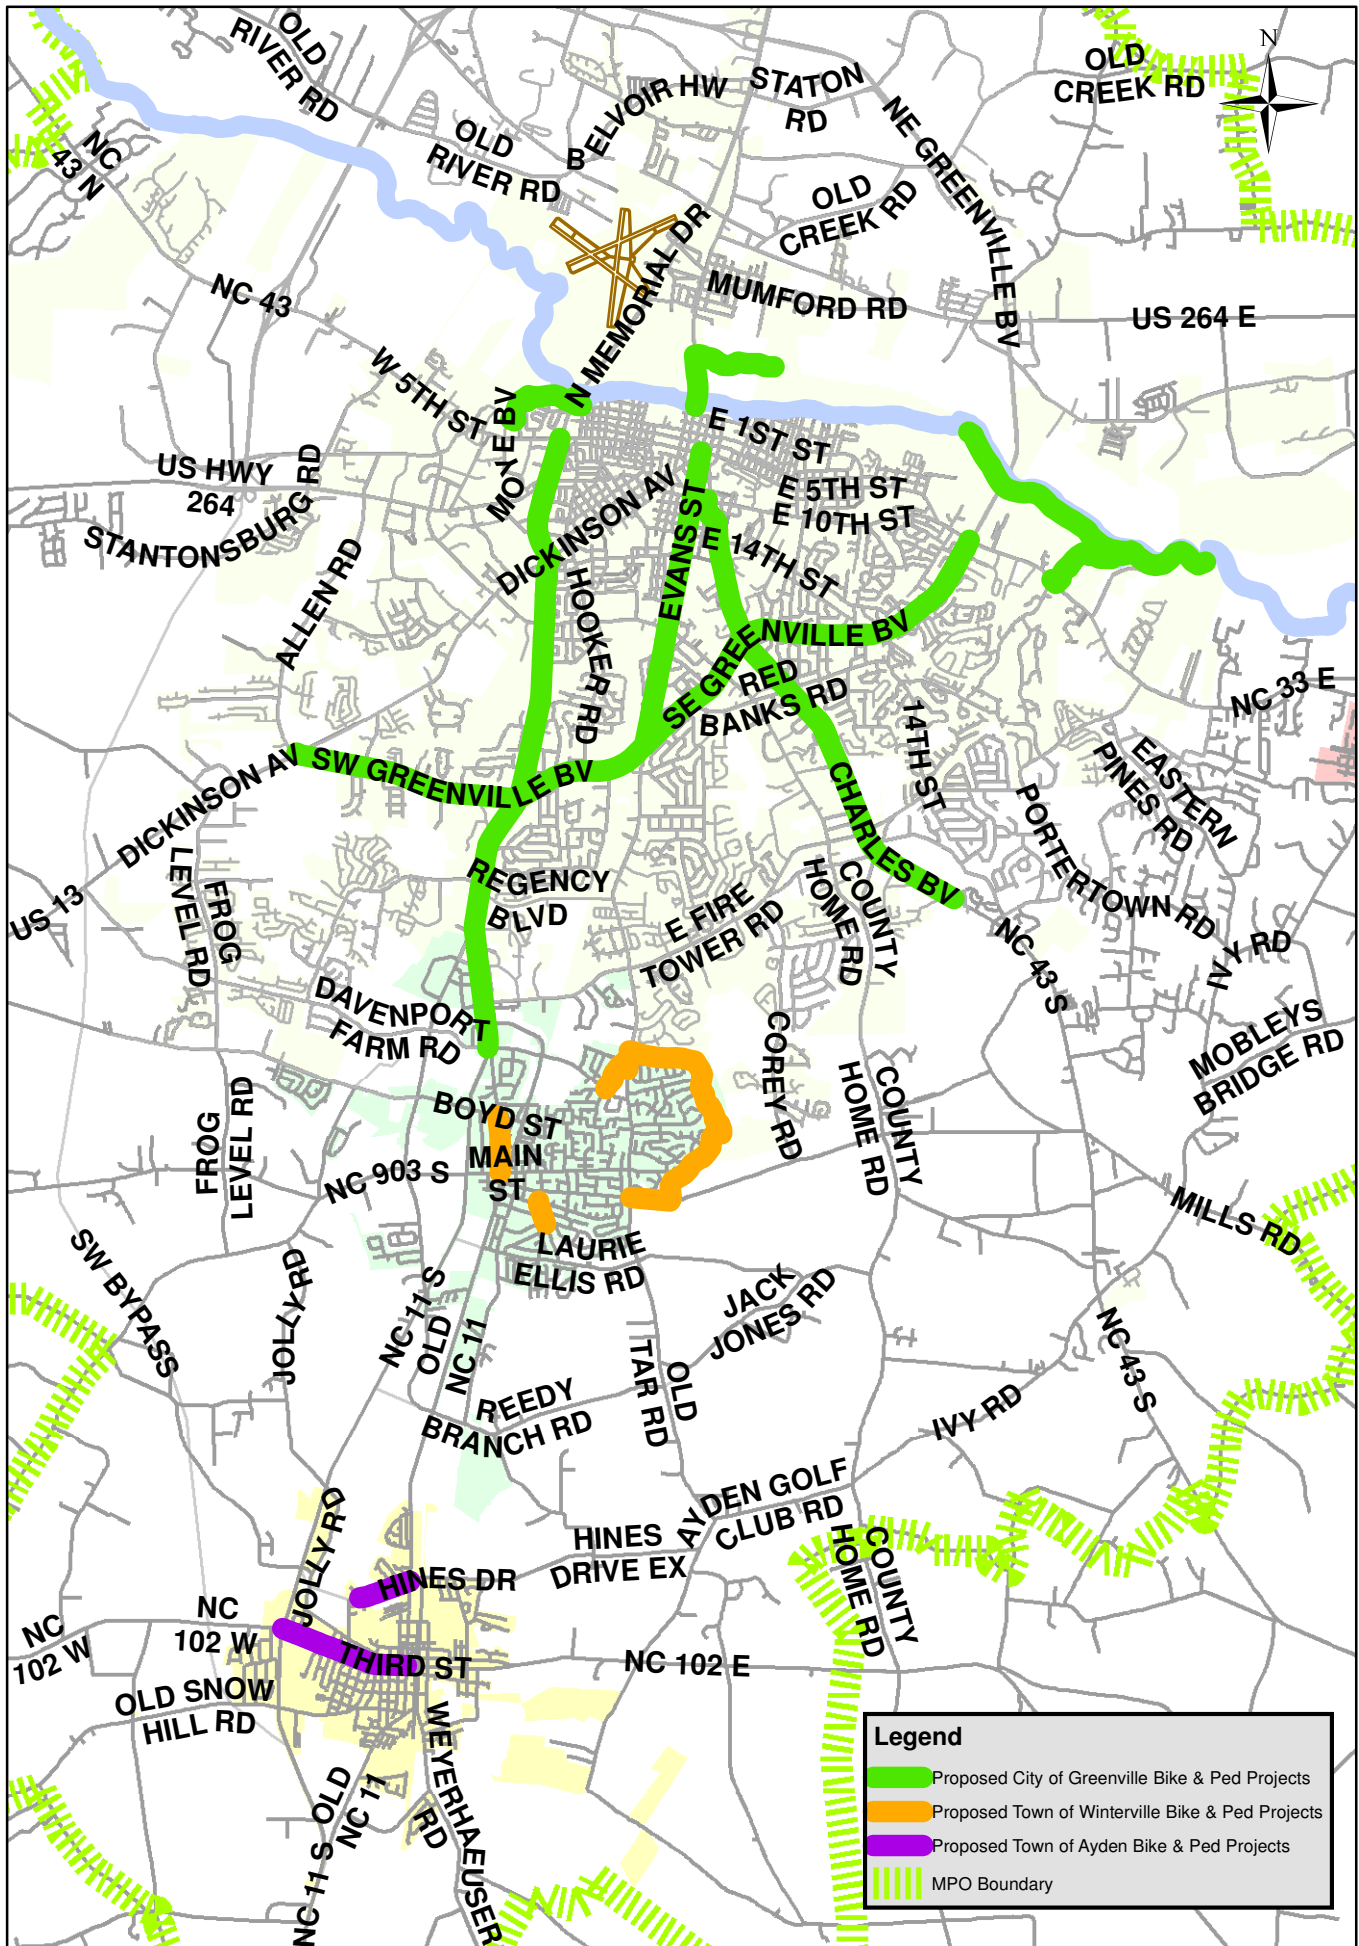 N
OLD
RIVER RD
BELVOIR HW
STATON
RD
OLD
CREEK RD
NC
43 N
OLD
RIVER RD
NE GREENVILLE BV
OLD
CREEK RD
NC 43
N MEMORIAL DR
MUMFORD RD
US 264 E
W 5TH ST
MOYE BV
E 1ST ST
US HWY
264
STANTONSBURG RD
E 5TH ST
E 10TH ST
DICKINSON AV
EVANS ST
E 14TH ST
ALLEN RD
HOOKER RD
SE GREENVILLE BV
RED
BANKS RD
NC 33 E
14TH ST
EASTERN
PINES RD
DICKINSON AV
SW GREENVILLE BV
CHARLES BV
PORTERTOWN RD
US 13
FROG
LEVEL RD
REGENCY
BLVD
E FIRE
TOWER RD
COUNTY
HOME RD
NC 43 S
IVY RD
DAVENPORT
FARM RD
COREY RD
MOBLEYS
BRIDGE RD
FROG
LEVEL RD
BOYD ST
MAIN
ST
COUNTY
HOME RD
NC 903 S
MILLS RD
LAURIE
ELLIS RD
SW BYPASS
JOLLY RD
NC 11 S
OLD
NC 11
JACK
JONES RD
OLD
TAR RD
NC 43 S
REEDY
BRANCH RD
IVY RD
JOLLY RD
AYDEN GOLF
CLUB RD
HINES
DRIVE EX
COUNTY
HOME RD
HINES DR
NC
102 W
NC
102 W
THIRD ST
NC 102 E
OLD SNOW
HILL RD
WEYERHAEUSER
RD
NC 11 S OLD
NC 11
Legend
Proposed City of Greenville Bike & Ped Projects
Proposed Town of Winterville Bike & Ped Projects
Proposed Town of Ayden Bike & Ped Projects
MPO Boundary